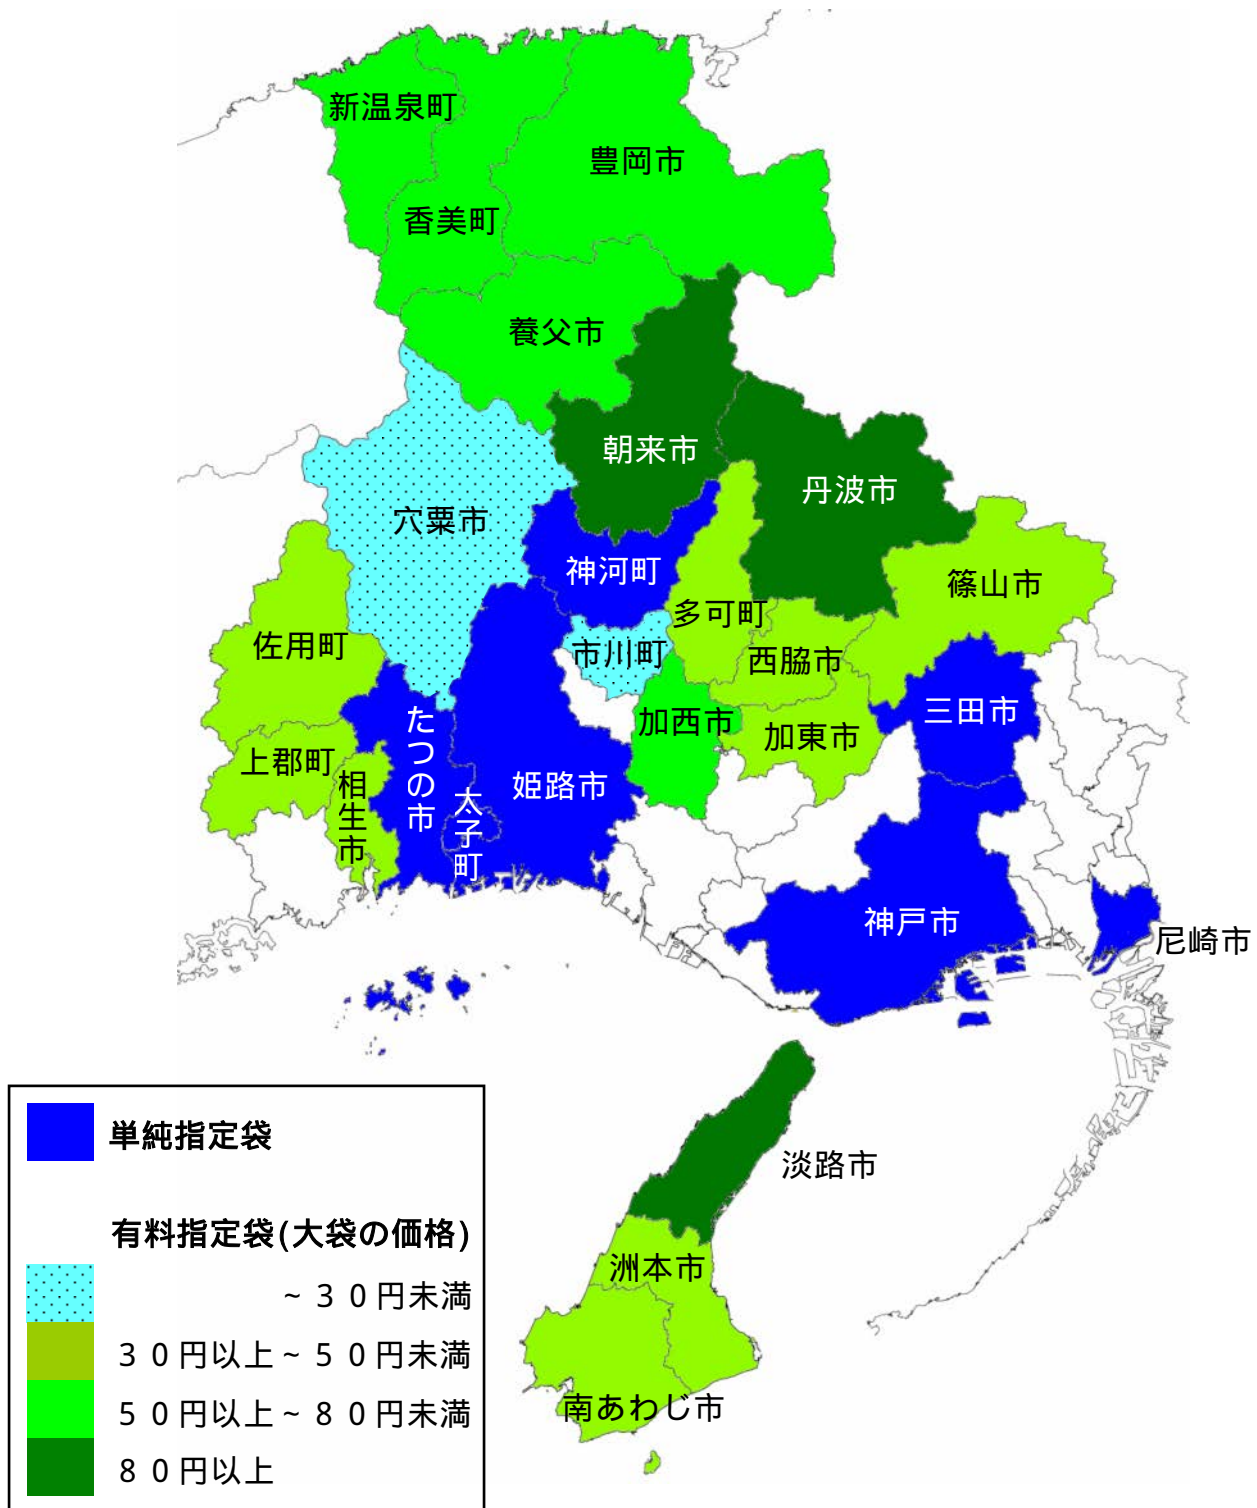 新温泉町
豊岡市
香美町
養父市
朝来市
丹波市
穴粟市
神河町
篠山市
多可町
佐用町
市川町
西脇市
三田市
加西市
加東市
たつの市
上郡町
相生市
太子町
姫路市
神戸市
尼崎市
淡路市
洲本市
南あわじ市
単純指定袋
有料指定袋(大袋の価格)
~30円未満
30円以上~50円未満
50円以上~80円未満
80円以上